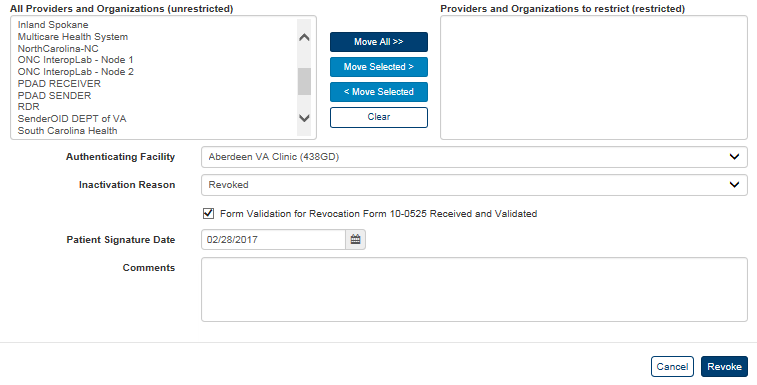 All Providers and Organizations (unrestricted)
Providers and Organizations to restrict (restricted)
Inland Spokane
Multicare Health System
NorthCarolina-NC
ONC InteropLab - Node 1
ONC InteropLab - Node 2
PDAD RECEIVER
PDAD SENDER
RDR
SenderOID DEPT of VA
South Carolina Health
Move All >>
Move Selected >
< Move Selected
Clear
Authenticating Facility
Aberdeen VA Clinic (438GD)
Inactivation Reason
Revoked
Form Validation for Revocation Form 10-0525 Received and Validated
Patient Signature Date
02/28/2017
Comments
Cancel
Revoke